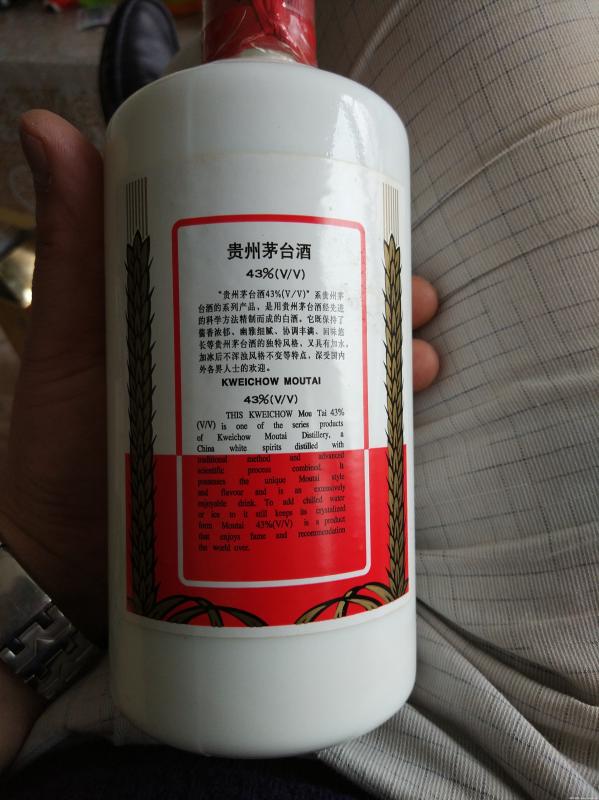 贵州茅台酒
43%(V/V)
“贵州茅台酒43%(V/V)”系贵州茅
台酒的系列产品，是用贵州茅台酒经先进
的科学方法精制而成的白酒。它既保持了
酱香浓郁、幽雅细腻、协调丰满、回味悠
长等贵州茅台酒的独特风格，又具有加水、
加冰后不浑浊风格不变等特点，深受国内
外各界人士的欢迎。
KWEICHOW MOUTAI
43%(V/V)
THIS KWEICHOW Mou Tai 43%
(V/V) is one of the series products
of Kweichow Moutai Distillery, a
China white spirits distilled with
traditional method and advanced
scientific process combined. It
possesses the unique Moutai style
and flavour and is an extensively
enjoyable drink. To add chilled water
or ice to it still keeps its crystalized
form Moutai 43%(V/V) is a product
that enjoys fame and recommendation
the world over.